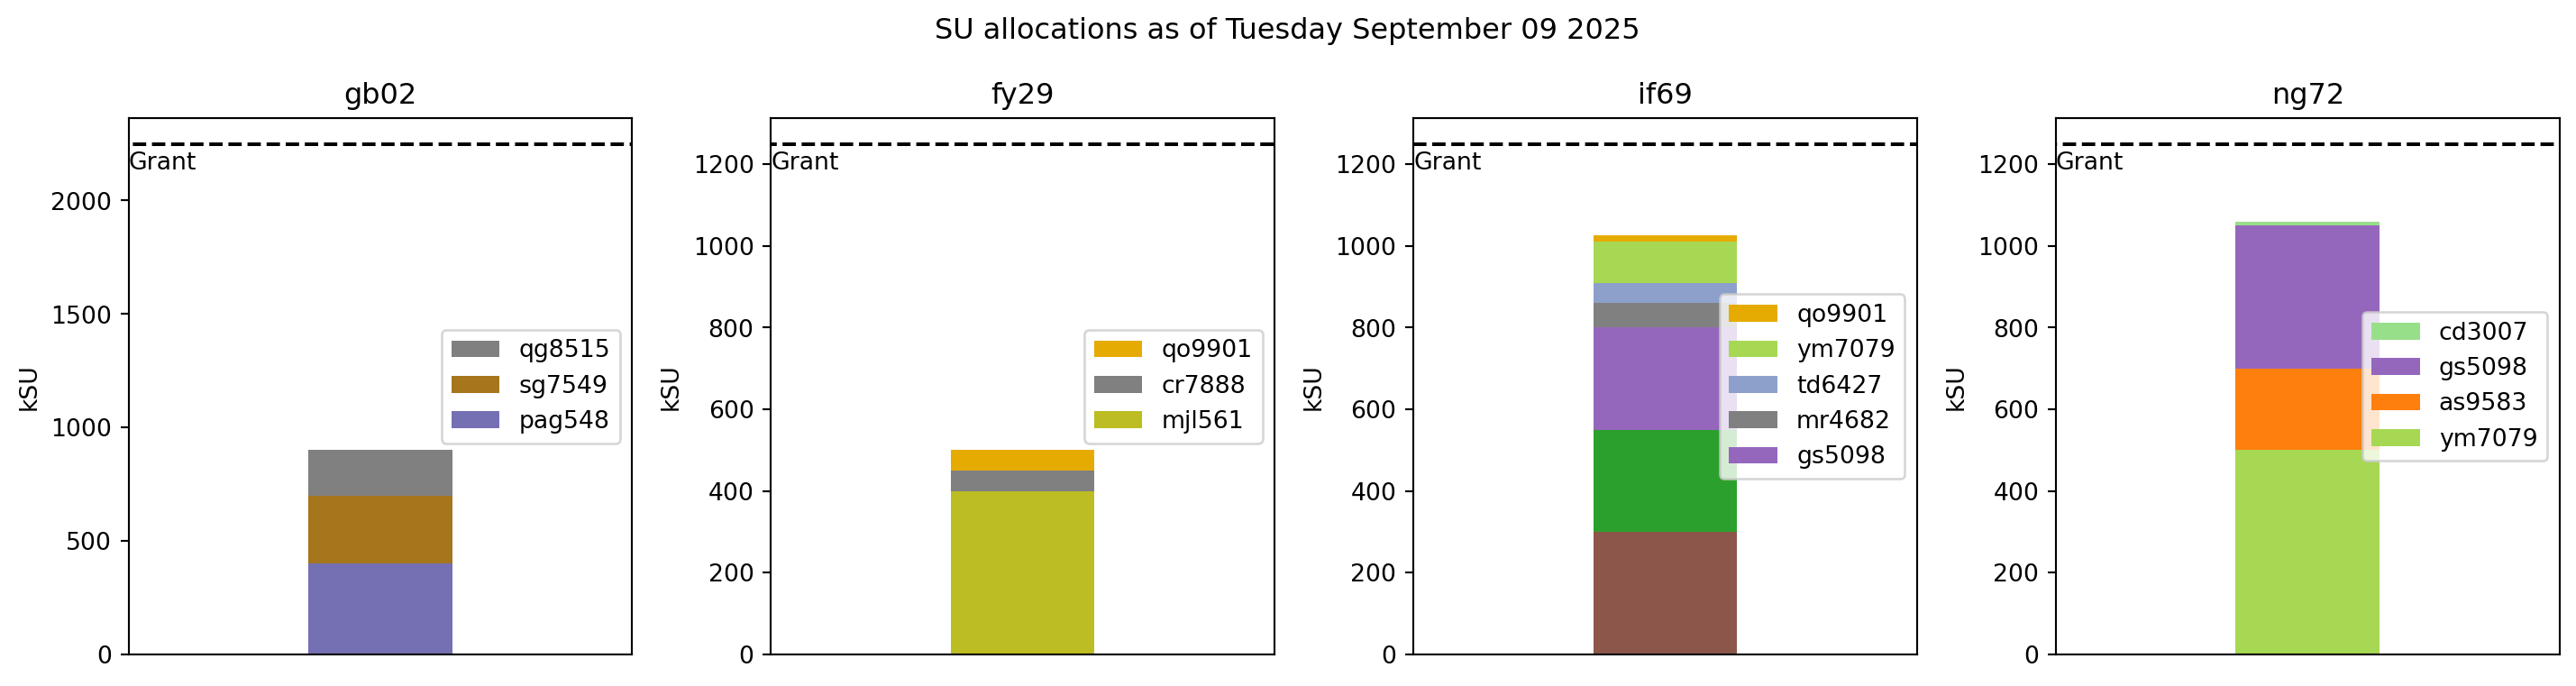 SU allocations as of Tuesday September 09 2025
gb02
kSU
2000
1500
1000
500
0
Grant
qg8515
sg7549
pag548
fy29
kSU
1200
1000
800
600
400
200
0
Grant
qo9901
cr7888
mjl561
if69
kSU
1200
1000
800
600
400
200
0
Grant
qo9901
ym7079
td6427
mr4682
gs5098
ng72
kSU
1200
1000
800
600
400
200
0
Grant
cd3007
gs5098
as9583
ym7079